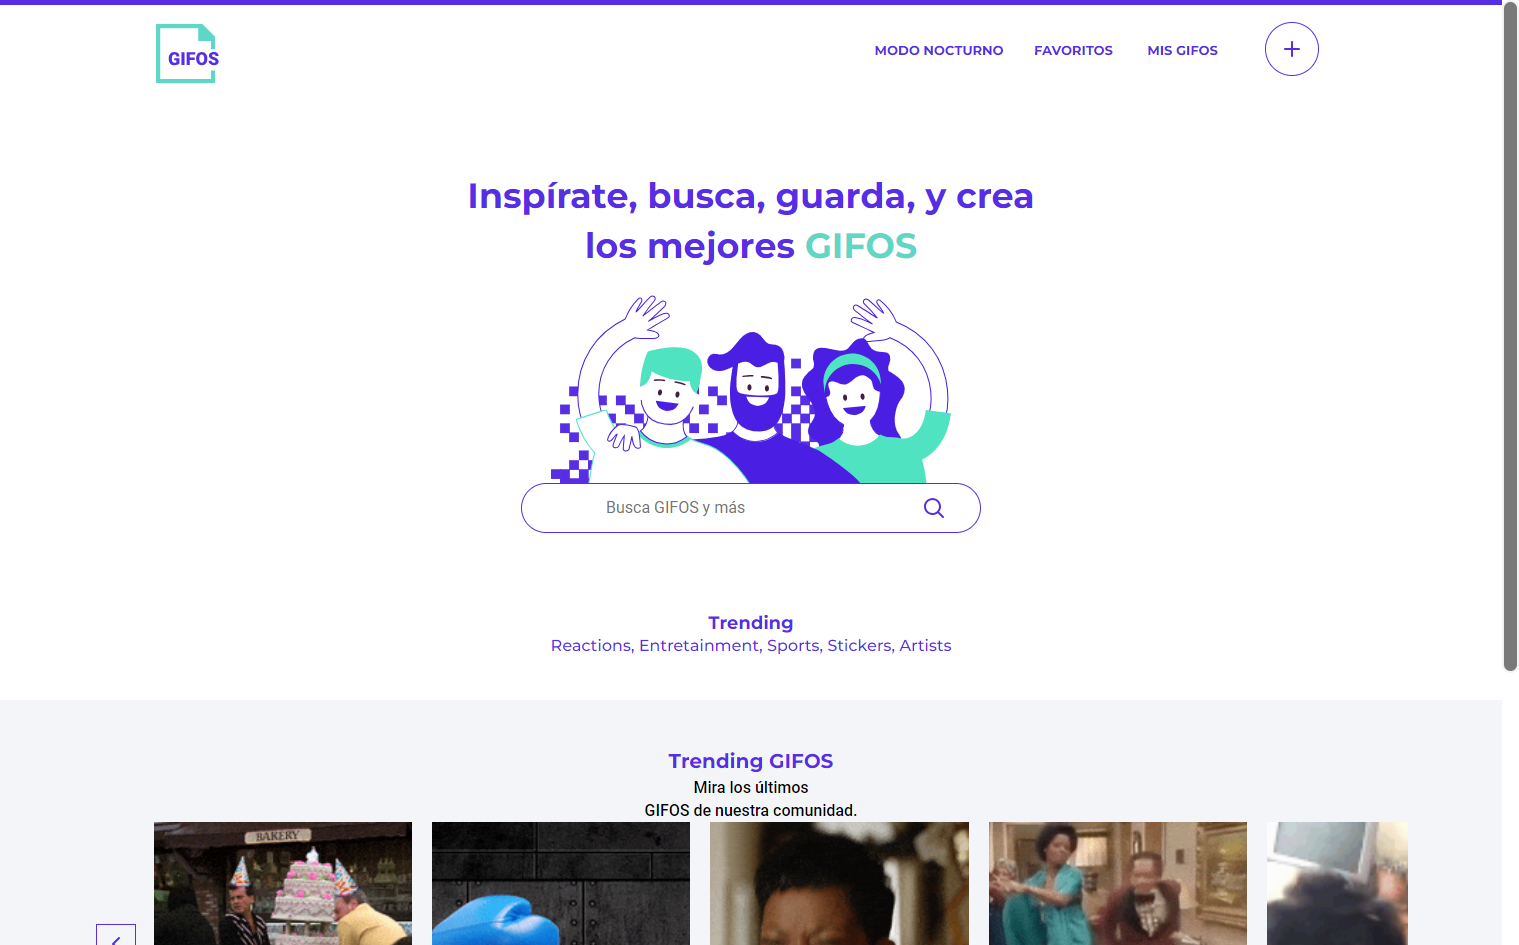 GIFOS
MODO NOCTURNO
FAVORITOS
MIS GIFOS
Inspírate, busca, guarda, y crea
los mejores GIFOS
Busca GIFOS y más
Trending
Reactions, Entretainment, Sports, Stickers, Artists
Trending GIFOS
Mira los últimos
GIFOS de nuestra comunidad.
BAKERY